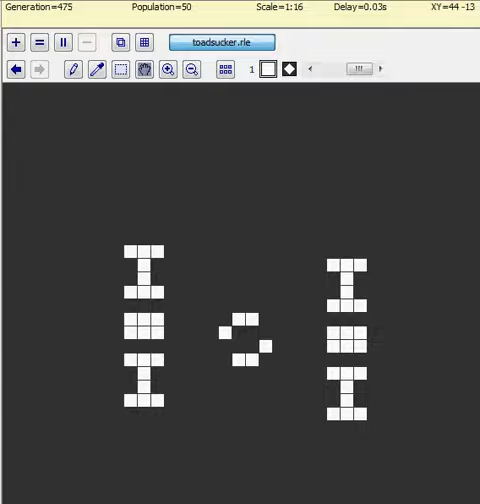 Generation=475 Population=50 Scale=1:16 Delay=0.03s XY=44 -13
toadsucker.rle
1